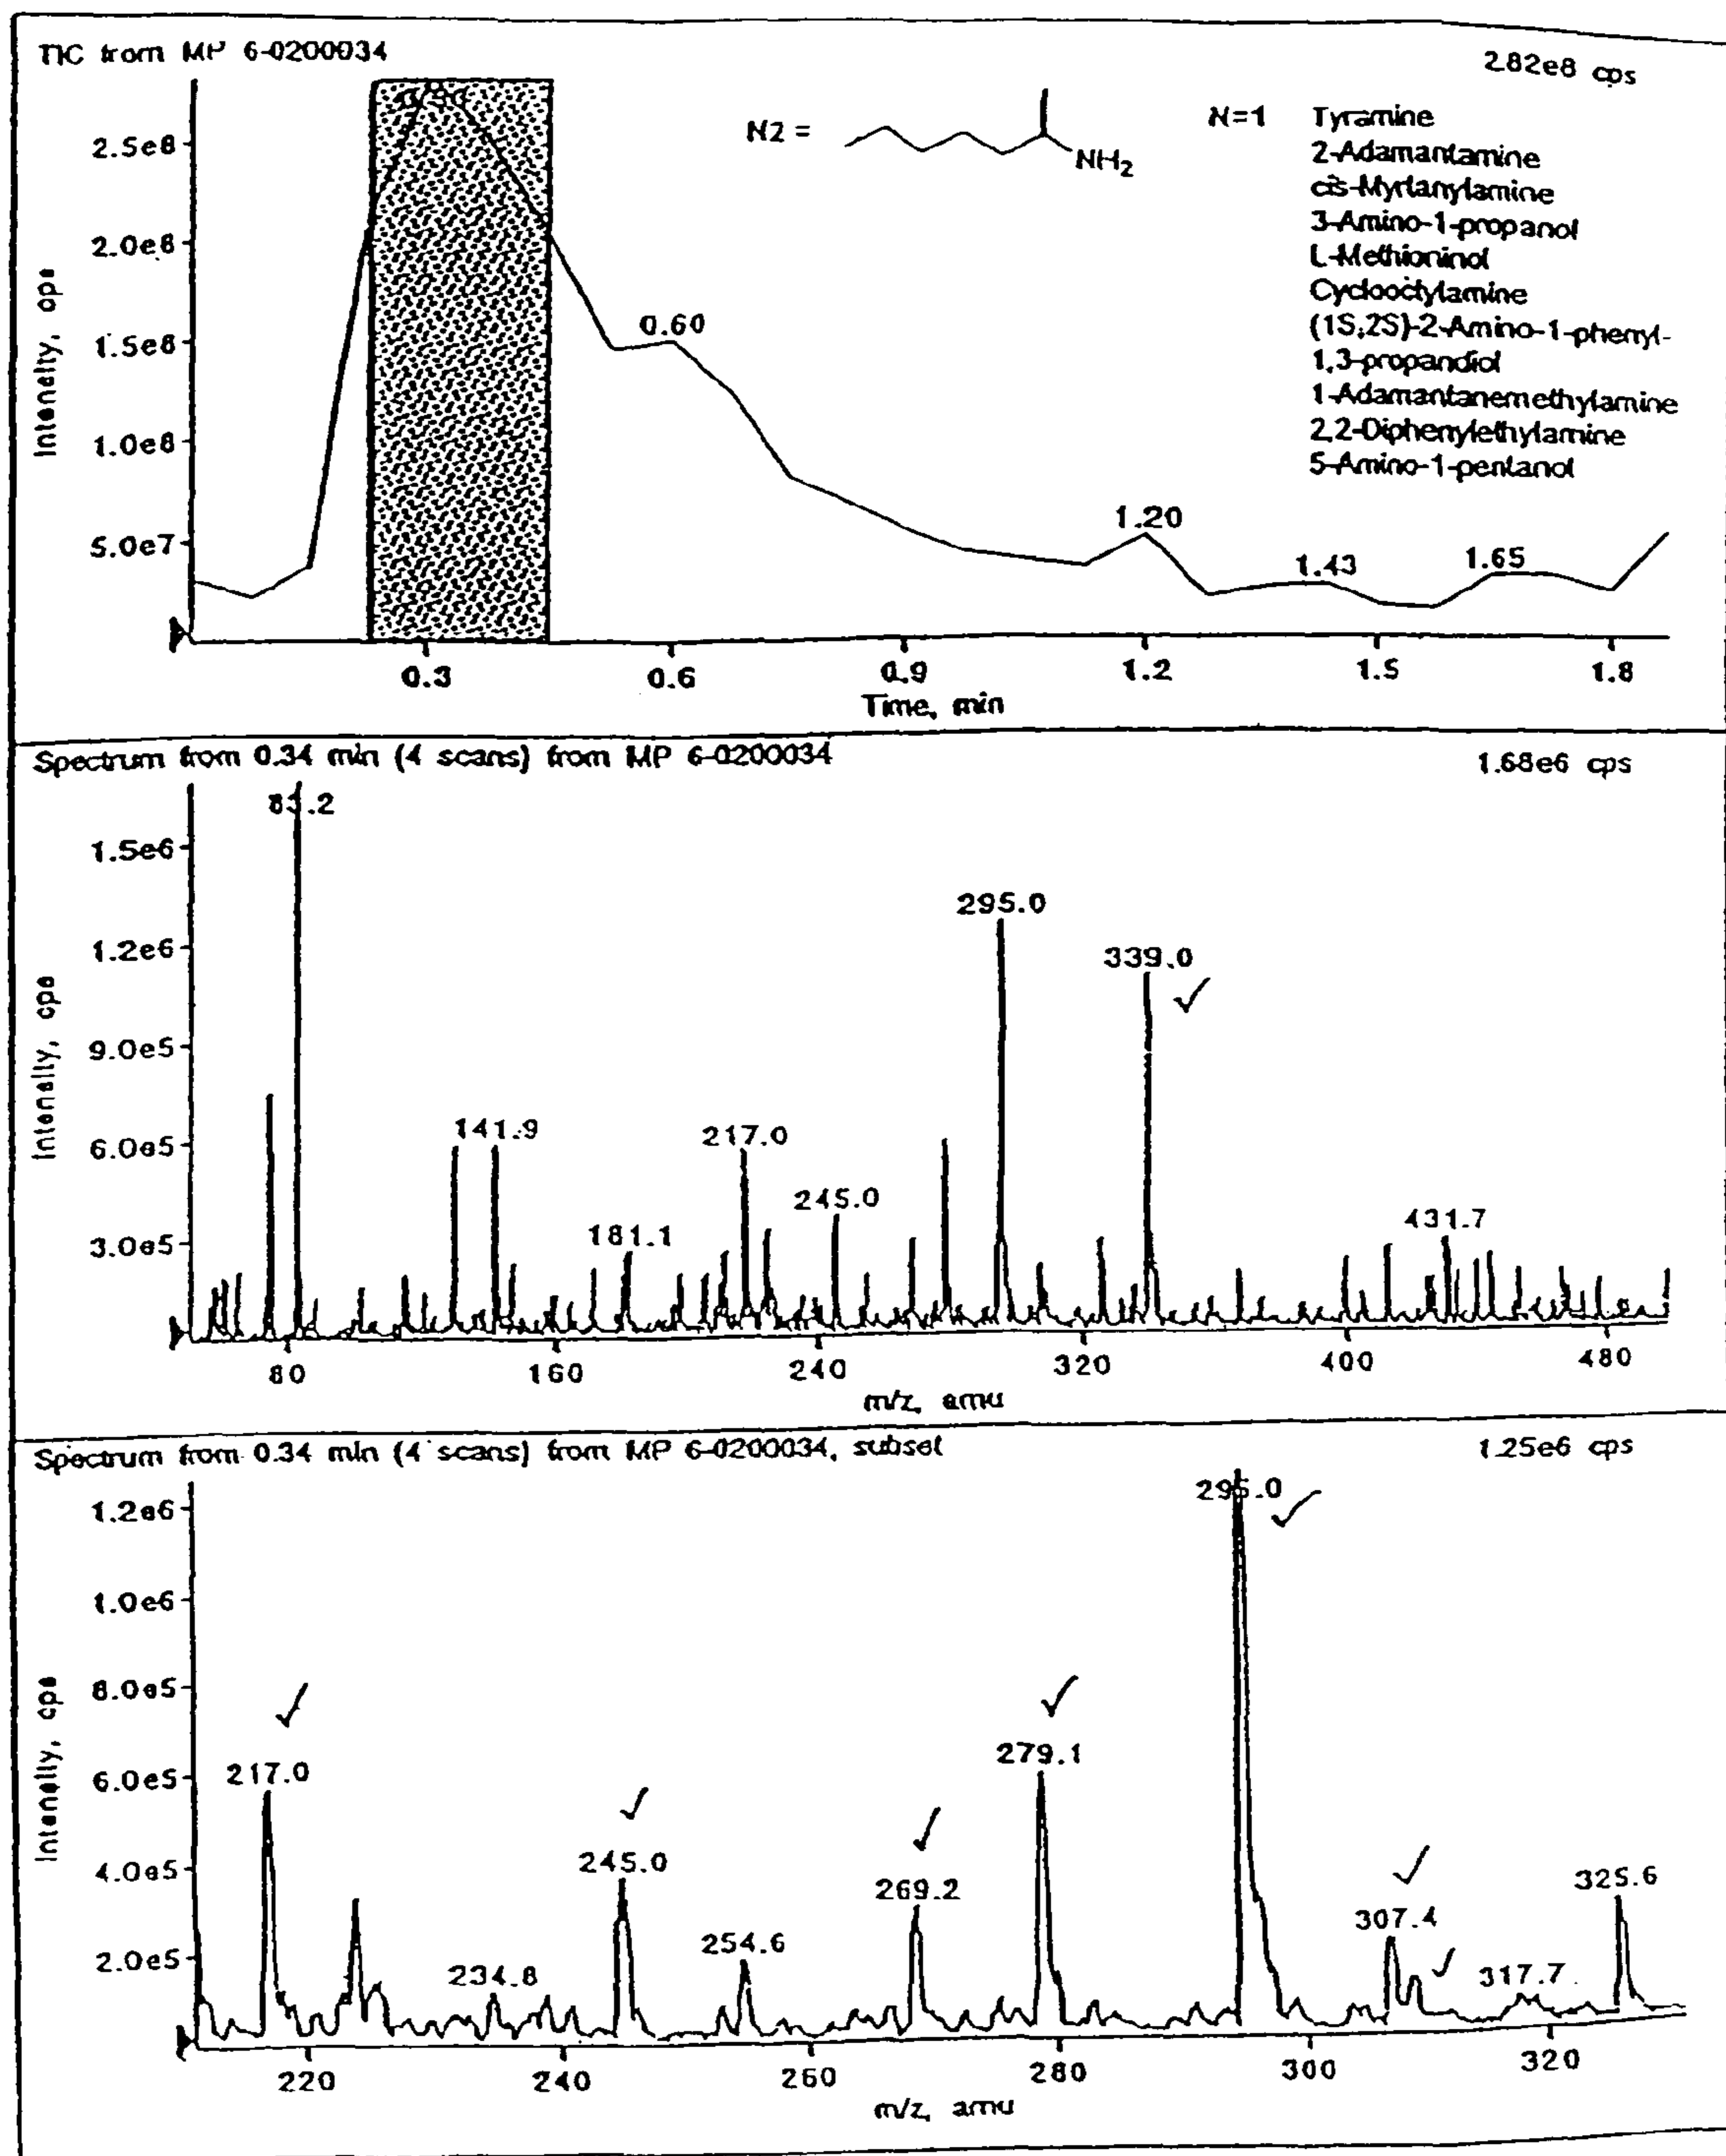 TIC from MP 6-0200034
2.82e8 cps
N2 =
NH2
N=1
Tyramine
2-Adamantamine
cis-Myrtanylamine
3-Amino-1-propanol
L-Methioninol
Cyclooctylamine
(1S,2S)-2-Amino-1-phenyl-
1,3-propandiol
1-Adamantanemethylamine
2,2-Diphenylethylamine
5-Amino-1-pentanol
Intensity, cps
2.5e8
2.0e8
1.5e8
1.0e8
5.0e7
0.60
1.20
1.43
1.65
0.3
0.6
0.9
1.2
1.5
1.8
Time, min
Spectrum from 0.34 min (4 scans) from MP 6-0200034
1.68e6 cps
Intensity, cps
1.5e6
1.2e6
9.0e5
6.0e5
3.0e5
83.2
141.9
181.1
217.0
245.0
295.0
339.0
431.7
80
160
240
320
400
480
m/z, amu
Spectrum from 0.34 min (4 scans) from MP 6-0200034, subset
1.25e6 cps
Intensity, cps
1.2e6
1.0e6
8.0e5
6.0e5
4.0e5
2.0e5
217.0
234.8
245.0
254.6
269.2
279.1
295.0
307.4
317.7
325.6
220
240
260
280
300
320
m/z, amu